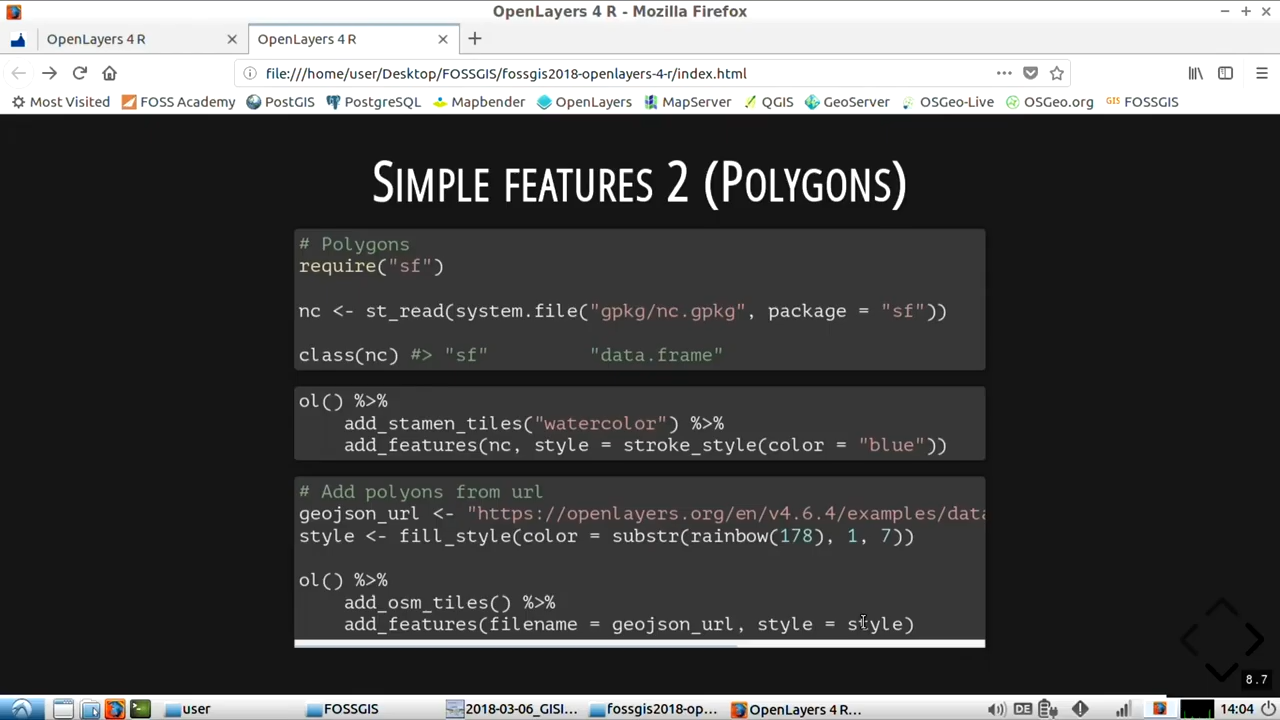 OpenLayers 4 R - Mozilla Firefox
OpenLayers 4 R
OpenLayers 4 R
file:///home/user/Desktop/FOSSGIS/fossgis2018-openlayers-4-r/index.html
Most Visited FOSS Academy PostGIS PostgreSQL Mapbender OpenLayers MapServer QGIS GeoServer OSGeo-Live OSGeo.org GIS FOSSGIS
Simple features 2 (Polygons)
# Polygons
require("sf")
nc <- st_read(system.file("gpkg/nc.gpkg", package = "sf"))
class(nc) #> "sf" "data.frame"
ol() %>%
add_stamen_tiles("watercolor") %>%
add_features(nc, style = stroke_style(color = "blue"))
# Add polyons from url
geojson_url <- "https://openlayers.org/en/v4.6.4/examples/data
style <- fill_style(color = substr(rainbow(178), 1, 7))
ol() %>%
add_osm_tiles() %>%
add_features(filename = geojson_url, style = style)
8.7
user FOSSGIS 2018-03-06_GISI... fossgis2018-op... OpenLayers 4 R... DE 14:04